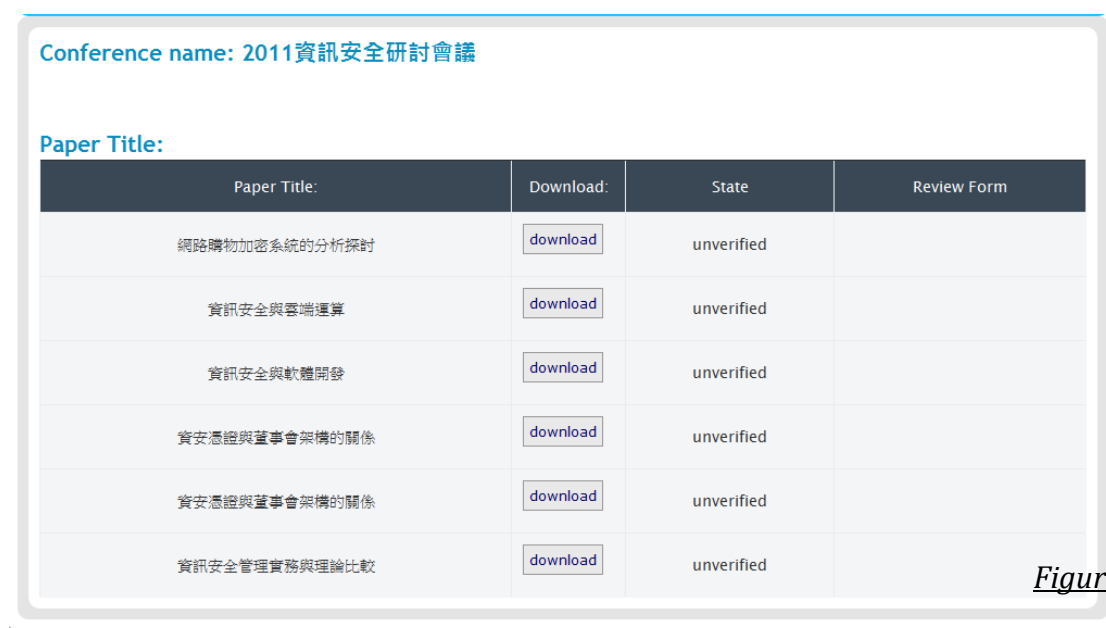 Conference name: 2011資訊安全研討會議
Paper Title:
Paper Title: Download: State Review Form
網路購物加密系統的分析探討 download unverified
資訊安全與雲端運算 download unverified
資訊安全與軟體開發 download unverified
資安憑證與董事會架構的關係 download unverified
資安憑證與董事會架構的關係 download unverified
資訊安全管理實務與理論比較 download unverified
Figur